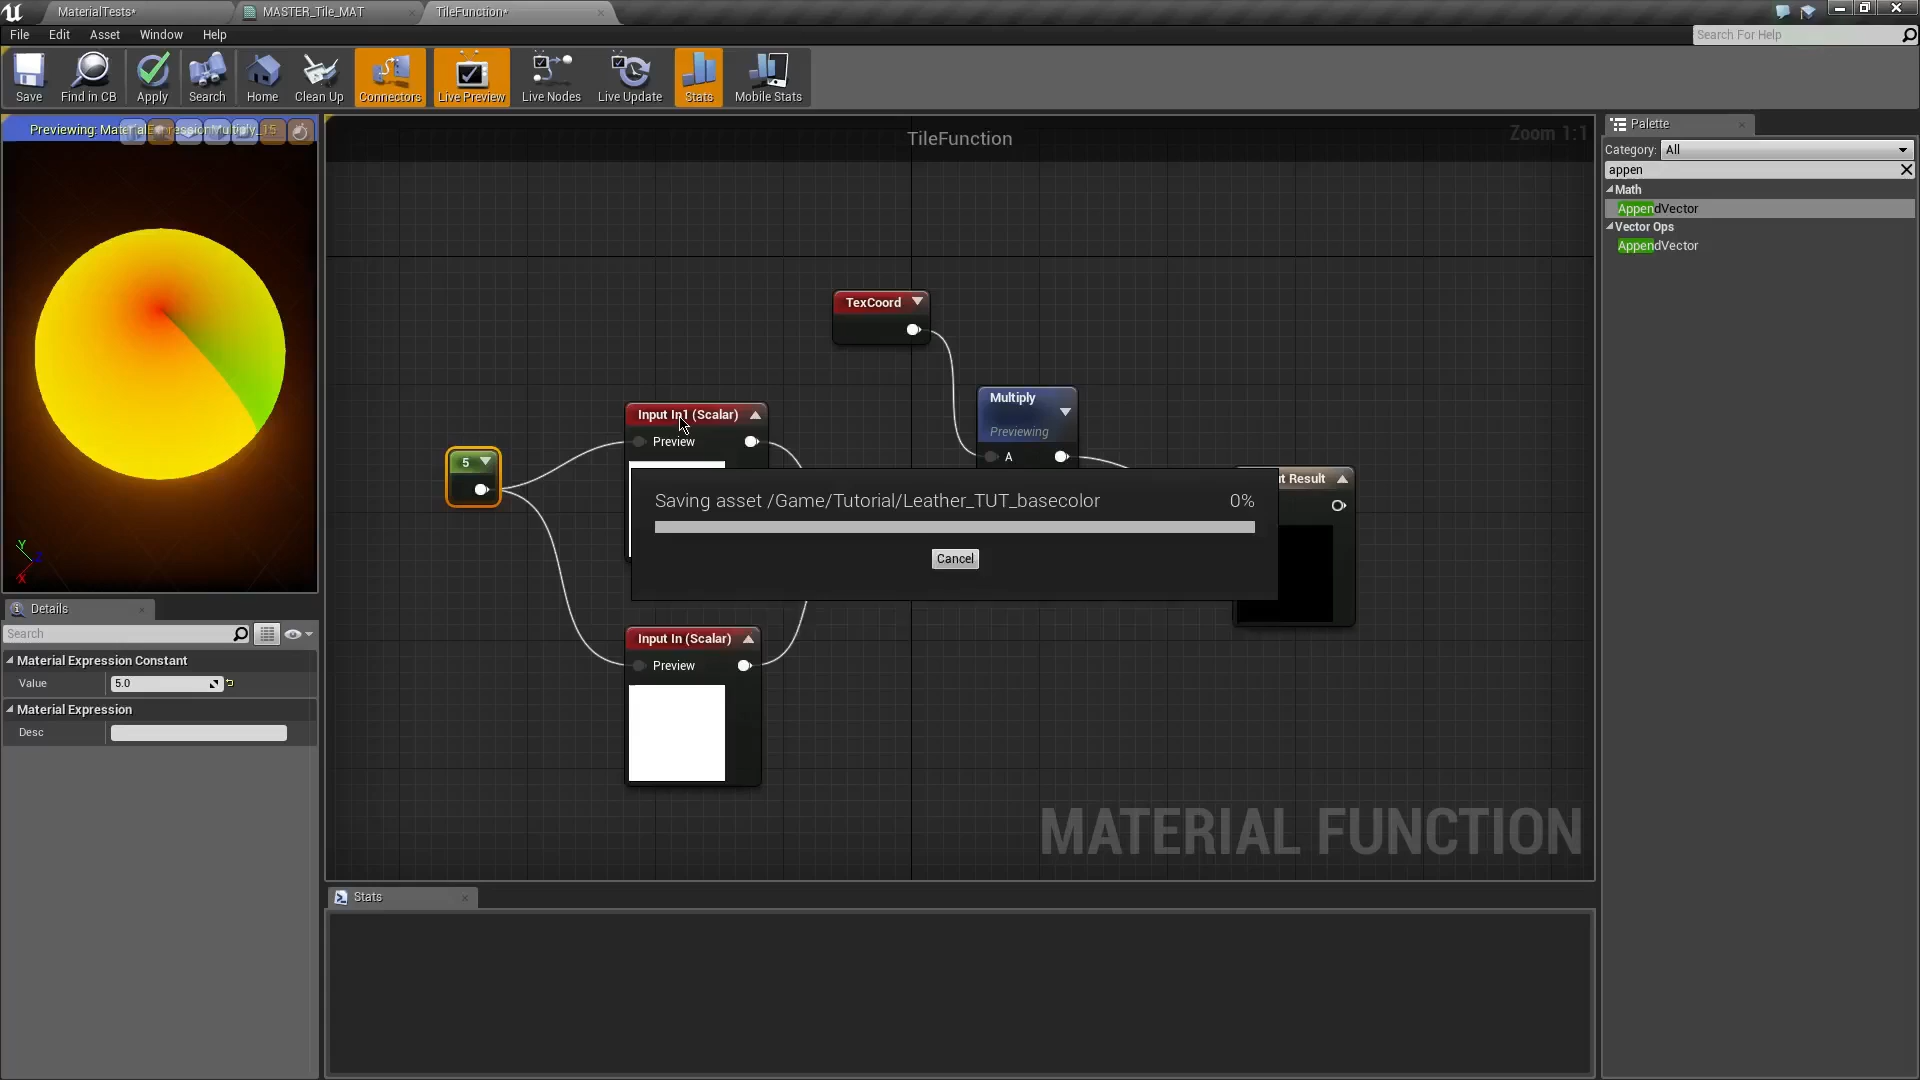 MaterialTests*
MASTER_Tile_MAT
TileFunction*
File Edit Asset Window Help
Search For Help
Save
Find in CB
Apply
Search
Home
Clean Up
Connectors
Live Preview
Live Nodes
Live Update
Stats
Mobile Stats
Previewing: MaterialExpressionMultiply_15
TileFunction
Zoom 1:1
Palette
Category: All
appen
Math
AppendVector
Vector Ops
AppendVector
TexCoord
Multiply
Previewing
A
Input In1 (Scalar)
Preview
5
ut Result
Saving asset /Game/Tutorial/Leather_TUT_basecolor 0%
Cancel
Input In (Scalar)
Preview
Y
X
Details
Search
Material Expression Constant
Value 5.0
Material Expression
Desc
MATERIAL FUNCTION
Stats